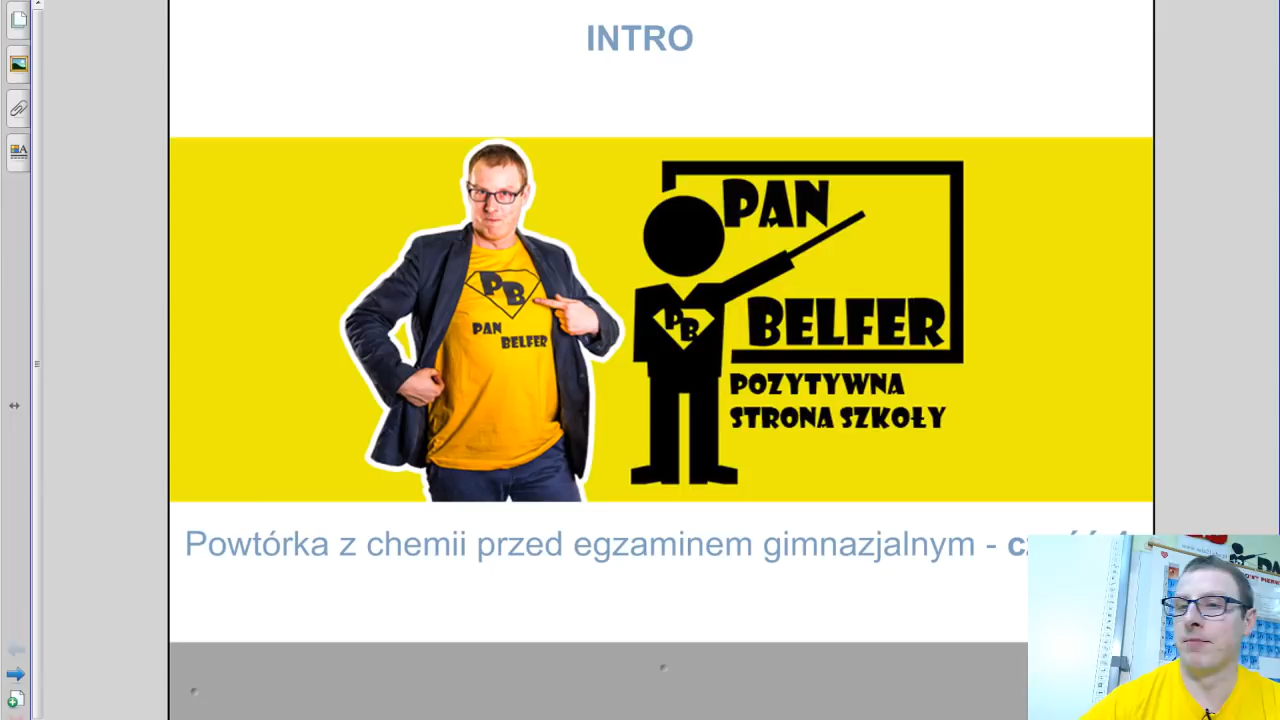 INTRO
PAN
BELFER
POZYTYWNA
STRONA SZKOŁY
PB
PAN
BELFER
PB
Powtórka z chemii przed egzaminem gimnazjalnym -